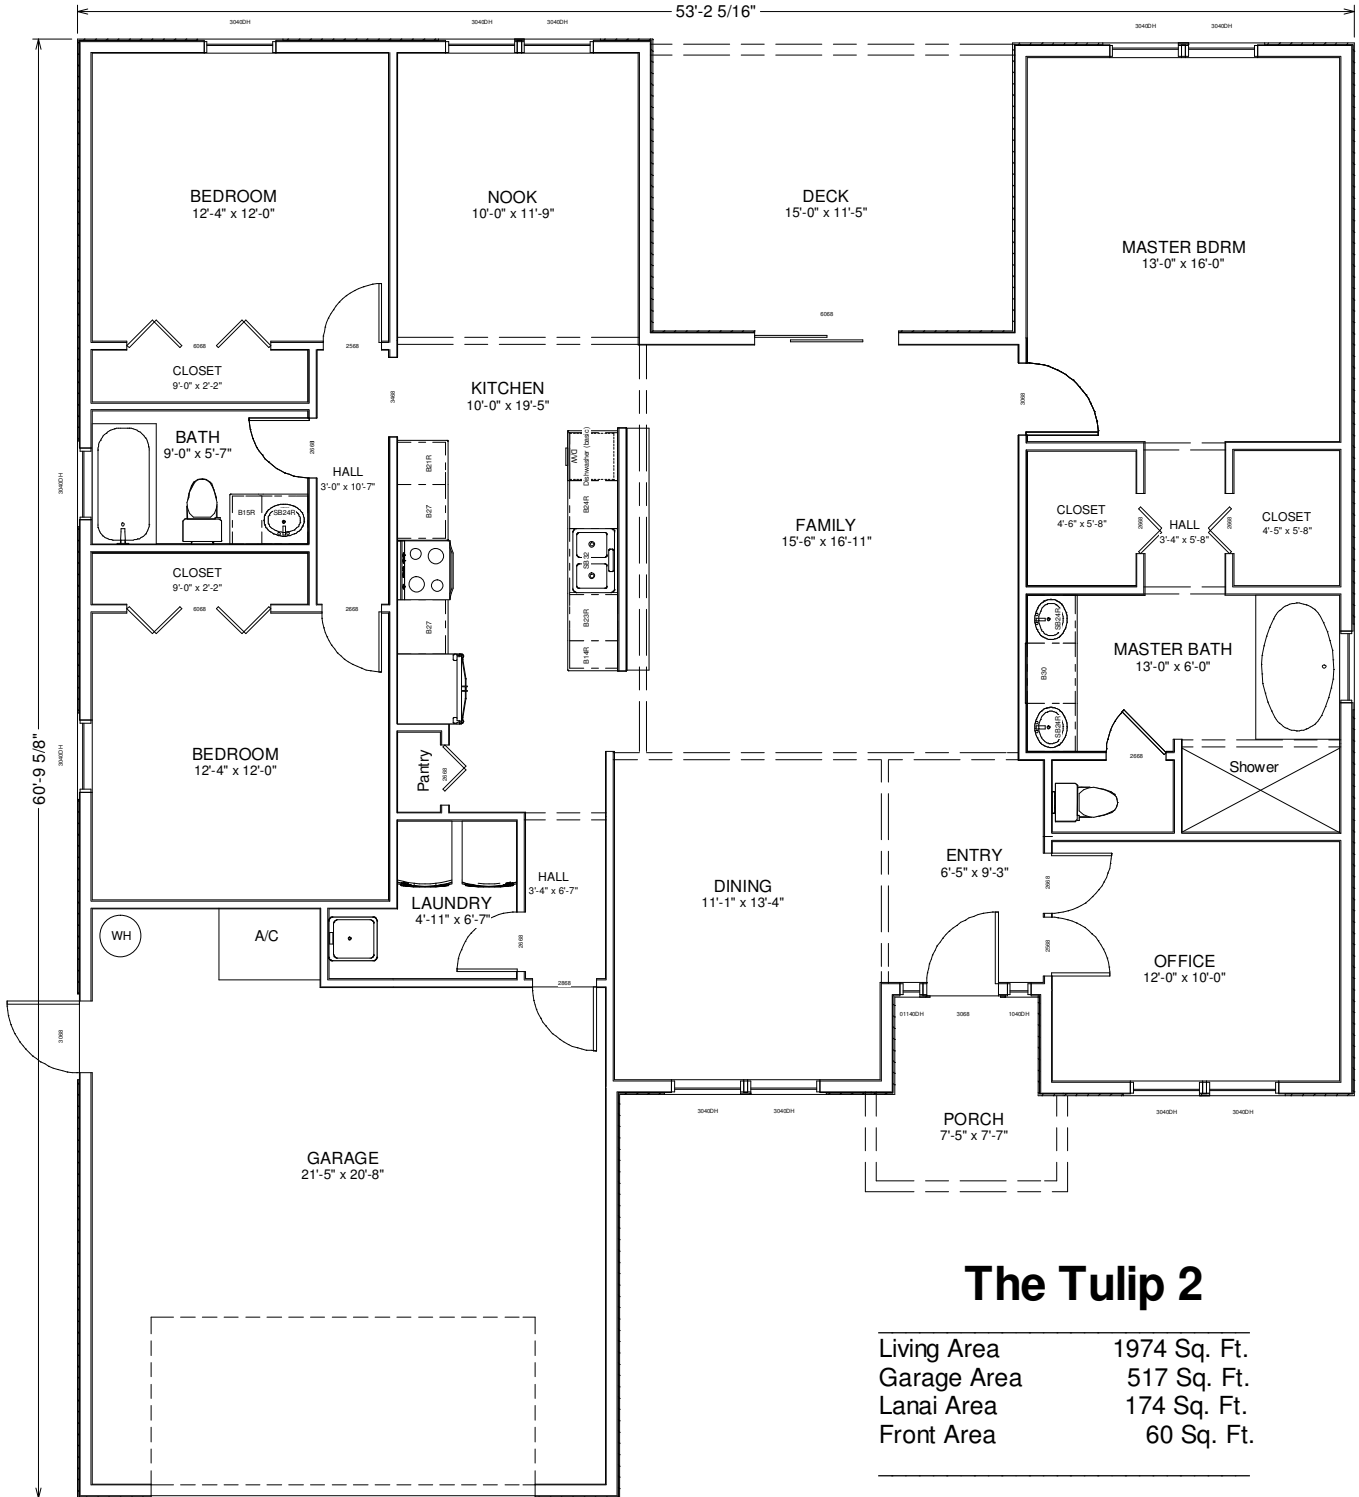 53'-2 5/16"
3040DH
3040DH
3040DH
3040DH
3040DH
BEDROOM
12'-4" x 12'-0"
NOOK
10'-0" x 11'-9"
DECK
15'-0" x 11'-5"
MASTER BDRM
13'-0" x 16'-0"
6068
6068
2568
CLOSET
9'-0" x 2'-2"
KITCHEN
10'-0" x 19'-5"
3468
3068
BATH
9'-0" x 5'-7"
2668
HALL
3'-0" x 10'-7"
3040DH
B15R
SB24R
B21R
B27
B27
DW
Dishwasher (basic)
B24R
SB32
B23R
B14R
FAMILY
15'-6" x 16'-11"
CLOSET
4'-6" x 5'-8"
2668
HALL
3'-4" x 5'-8"
2668
CLOSET
4'-5" x 5'-8"
CLOSET
9'-0" x 2'-2"
6068
2668
SB24R
B30
SB24R
MASTER BATH
13'-0" x 6'-0"
60'-9 5/8"
3040DH
BEDROOM
12'-4" x 12'-0"
Pantry
2668
2668
Shower
ENTRY
6'-5" x 9'-3"
2668
2568
DINING
11'-1" x 13'-4"
HALL
3'-4" x 6'-7"
LAUNDRY
4'-11" x 6'-7"
2668
WH
A/C
OFFICE
12'-0" x 10'-0"
2868
3068
01140DH
3068
1040DH
3040DH
3040DH
3040DH
3040DH
PORCH
7'-5" x 7'-7"
GARAGE
21'-5" x 20'-8"
The Tulip 2
Living Area 1974 Sq. Ft.
Garage Area 517 Sq. Ft.
Lanai Area 174 Sq. Ft.
Front Area 60 Sq. Ft.